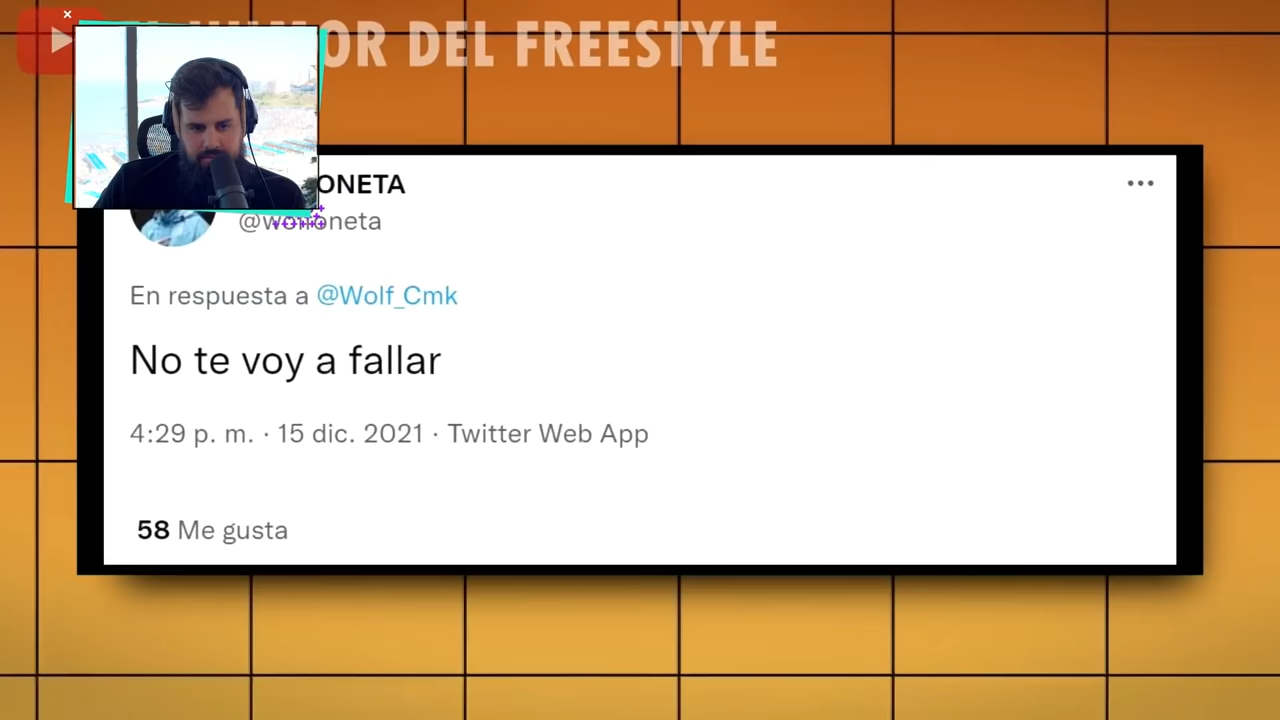 OR DEL FREESTYLE
ONETA
@wononeta
En respuesta a @Wolf_Cmk
No te voy a fallar
4:29 p. m. · 15 dic. 2021 · Twitter Web App
58 Me gusta